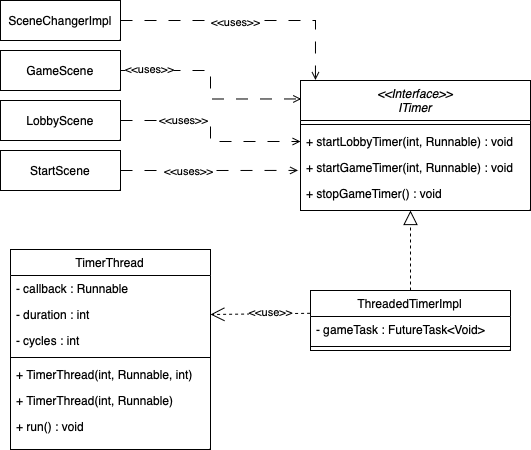 SceneChangerImpl
<<uses>>
GameScene
<<uses>>
LobbyScene
<<uses>>
StartScene
<<uses>>
<<Interface>>
ITimer
+ startLobbyTimer(int, Runnable) : void
+ startGameTimer(int, Runnable) : void
+ stopGameTimer() : void
TimerThread
- callback : Runnable
- duration : int
- cycles : int
+ TimerThread(int, Runnable, int)
+ TimerThread(int, Runnable)
+ run() : void
<<use>>
ThreadedTimerImpl
- gameTask : FutureTask<Void>